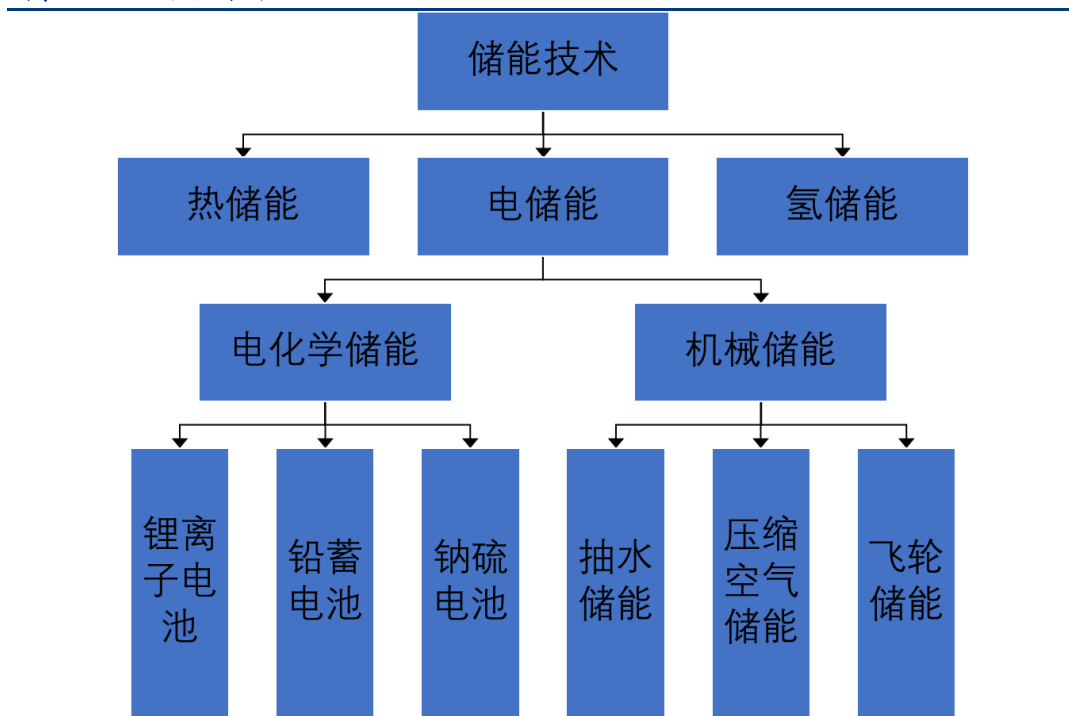 储能技术
热储能
电储能
氢储能
电化学储能
机械储能
锂离
子电
池
铅蓄
电池
钠硫
电池
抽水
储能
压缩
空气
储能
飞轮
储能